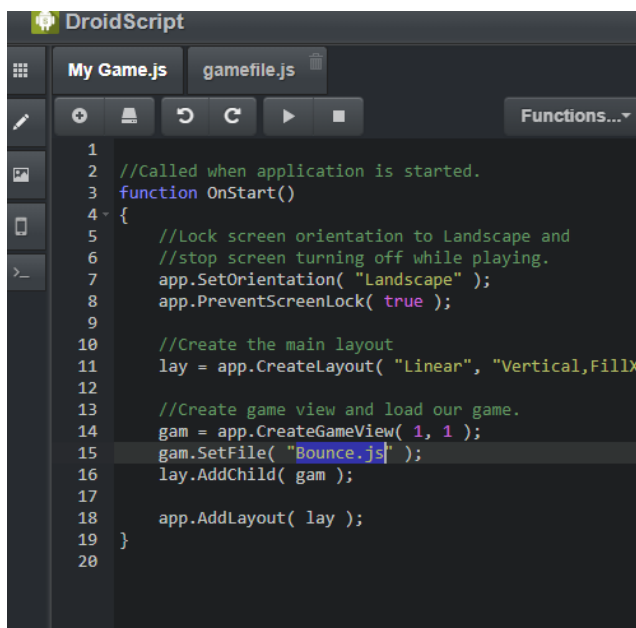 DroidScript
My Game.js gamefile.js
Functions...
1
2 //Called when application is started.
3 function OnStart()
4 {
5 //Lock screen orientation to Landscape and
6 //stop screen turning off while playing.
7 app.SetOrientation( "Landscape" );
8 app.PreventScreenLock( true );
9
10 //Create the main layout
11 lay = app.CreateLayout( "Linear", "Vertical,FillX
12
13 //Create game view and load our game.
14 gam = app.CreateGameView( 1, 1 );
15 gam.SetFile( "Bounce.js" );
16 lay.AddChild( gam );
17
18 app.AddLayout( lay );
19 }
20